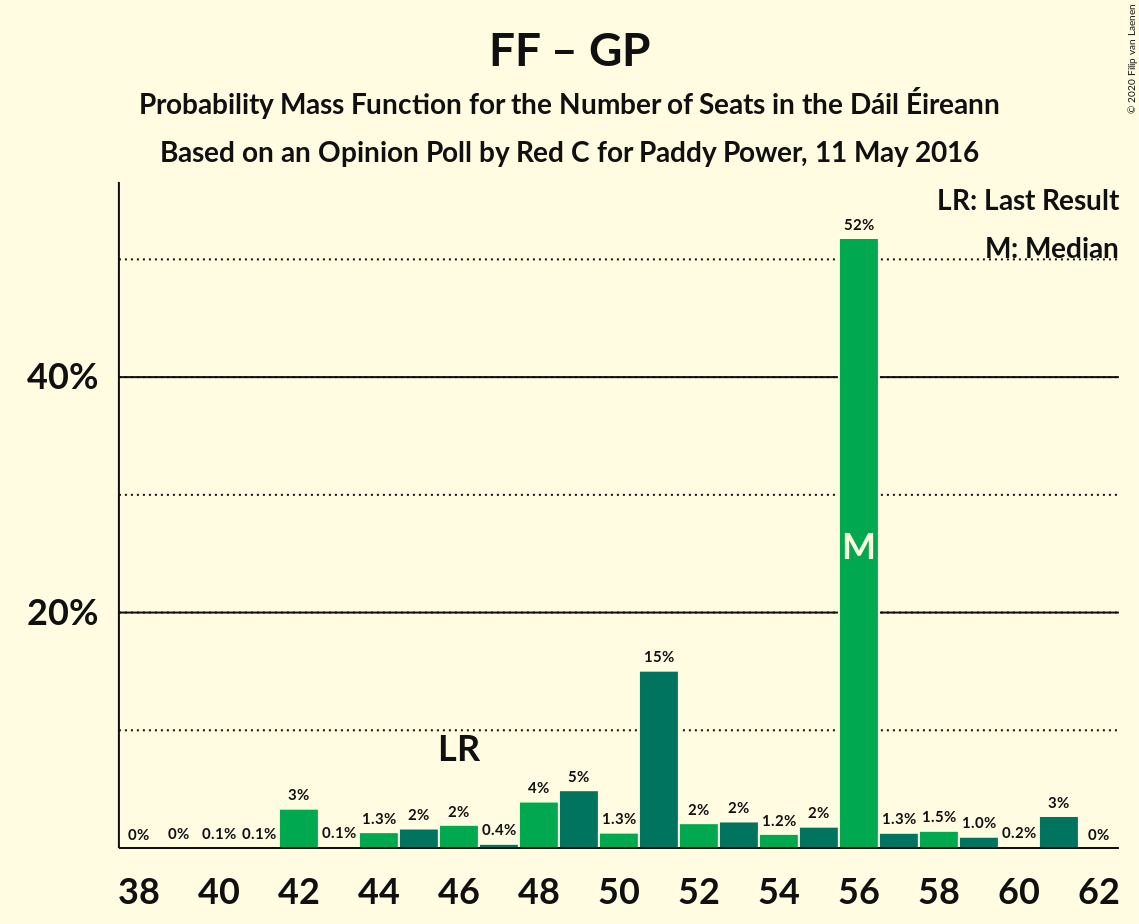 FF – GP
Probability Mass Function for the Number of Seats in the Dáil Éireann
Based on an Opinion Poll by Red C for Paddy Power, 11 May 2016
© 2020 Filip van Laenen
LR: Last Result
M: Median
40%
20%
0% 0% 0.1% 0.1% 3% 0.1% 1.3% 2% 2% 0.4% 4% 5% 1.3% 15% 2% 2% 1.2% 2% 52% 1.3% 1.5% 1.0% 0.2% 3% 0%
LR
M
38 40 42 44 46 48 50 52 54 56 58 60 62